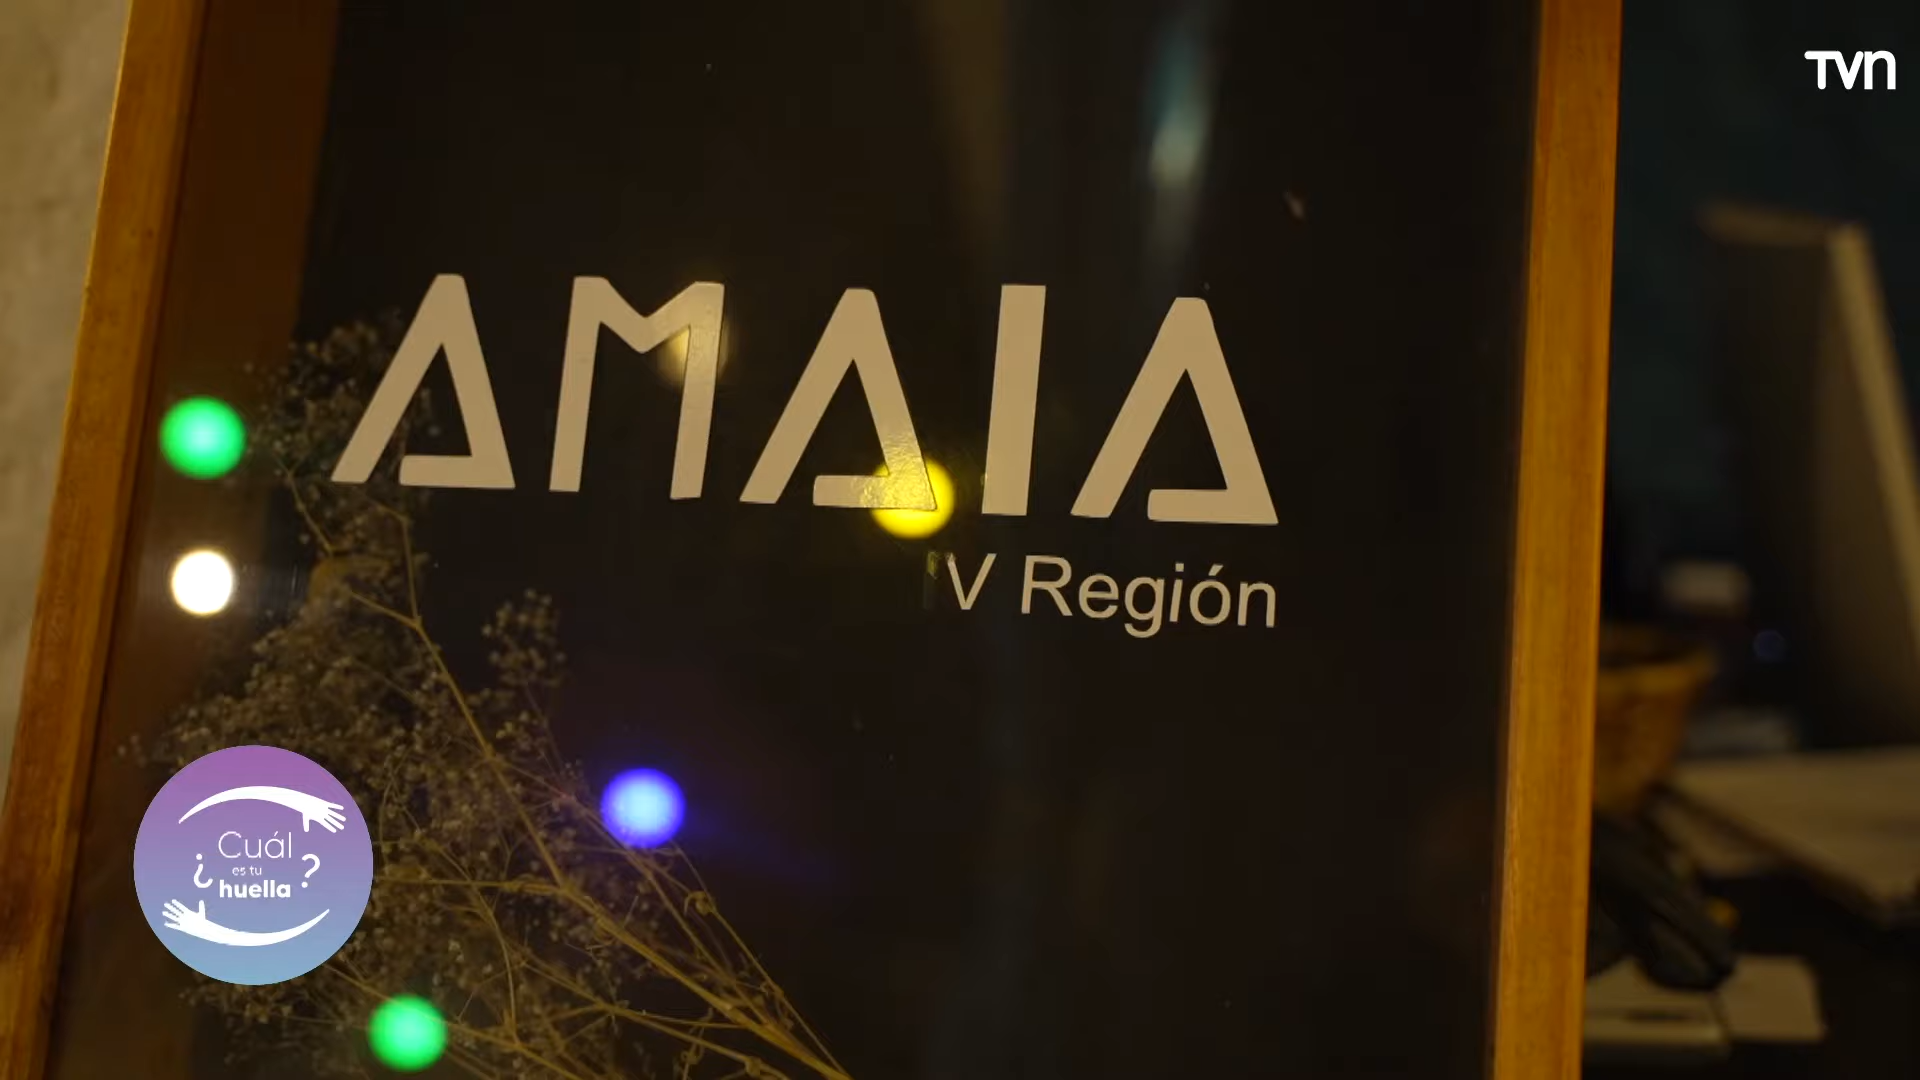 TVN
AMAIA
V Región
Cuál
¿ es tu ?
huella